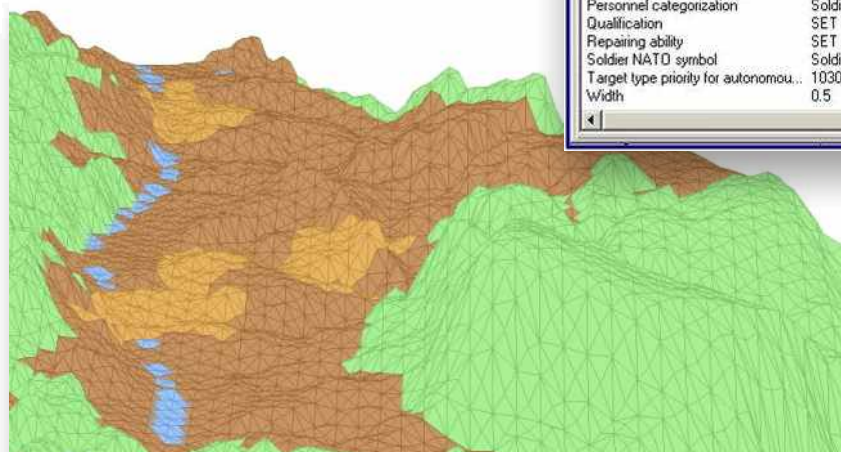 Personnel categorization Soldi
Qualification SET
Repairing ability SET
Soldier NATO symbol Soldi
Target type priority for autonomou... 1030
Width 0.5